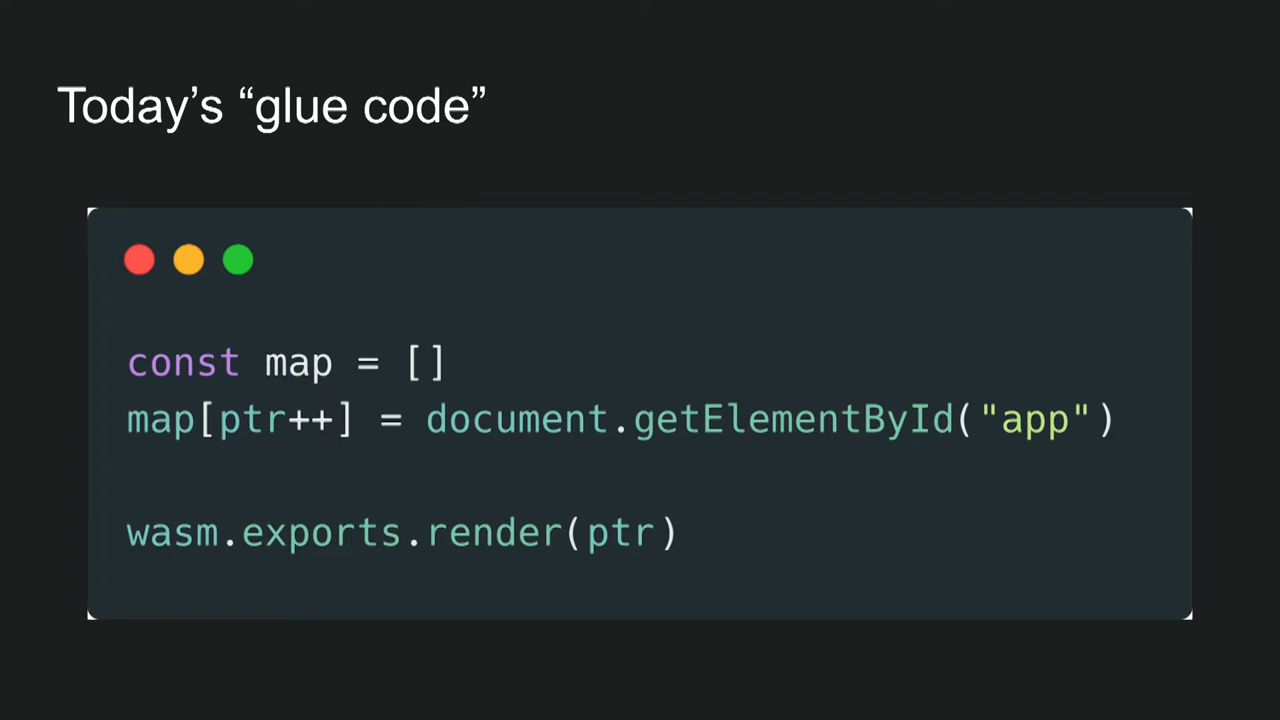 Today’s “glue code”
const map = []
map[ptr++] = document.getElementById("app")
wasm.exports.render(ptr)